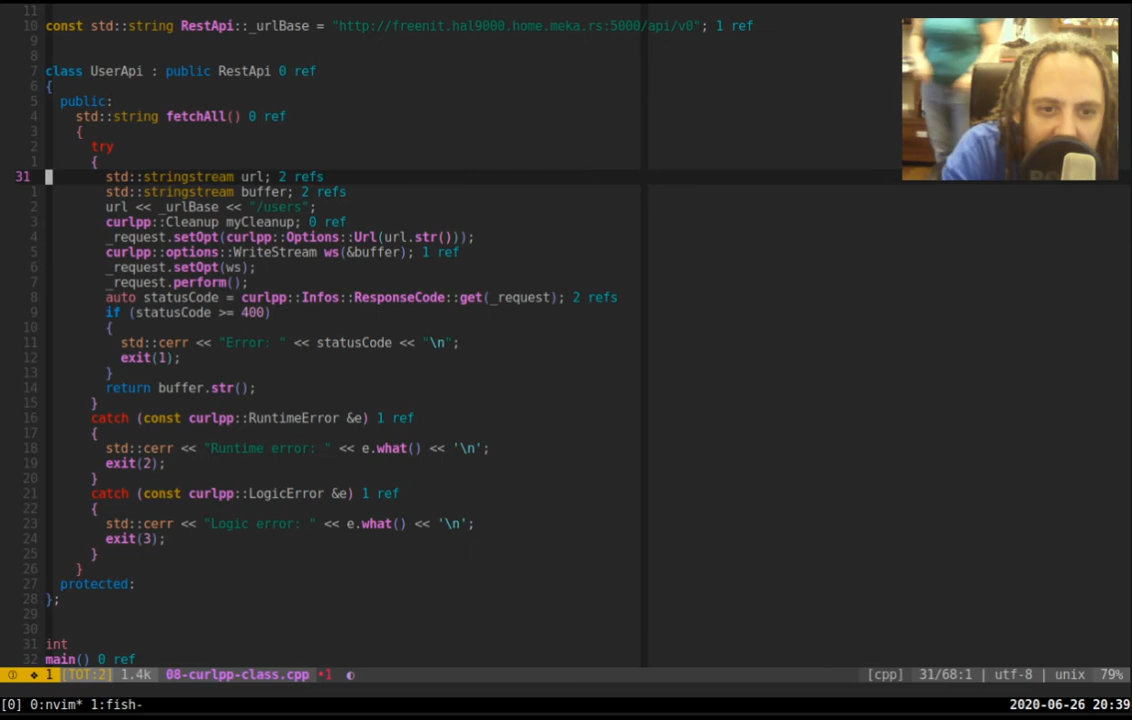 11
10 const std::string RestApi::_urlBase = "http://freenit.hal9000.home.meka.rs:5000/api/v0"; 1 ref
9
8
7 class UserApi : public RestApi 0 ref
6 {
5 public:
4 std::string fetchAll() 0 ref
3 {
2 try
1 {
31 std::stringstream url; 2 refs
1 std::stringstream buffer; 2 refs
2 url << _urlBase << "/users";
3 curlpp::Cleanup myCleanup; 0 ref
4 _request.setOpt(curlpp::Options::Url(url.str()));
5 curlpp::options::WriteStream ws(&buffer); 1 ref
6 _request.setOpt(ws);
7 _request.perform();
8 auto statusCode = curlpp::Infos::ResponseCode::get(_request); 2 refs
9 if (statusCode >= 400)
10 {
11 std::cerr << "Error: " << statusCode << "\n";
12 exit(1);
13 }
14 return buffer.str();
15 }
16 catch (const curlpp::RuntimeError &e) 1 ref
17 {
18 std::cerr << "Runtime error: " << e.what() << '\n';
19 exit(2);
20 }
21 catch (const curlpp::LogicError &e) 1 ref
22 {
23 std::cerr << "Logic error: " << e.what() << '\n';
24 exit(3);
25 }
26 }
27 protected:
28 };
29
30
31 int
32 main() 0 ref
① ❖ 1 [TOT:2] 1.4k 08-curlpp-class.cpp •1 [cpp] 31/68:1 | utf-8 | unix 79%
[0] 0:nvim* 1:fish- 2020-06-26 20:39